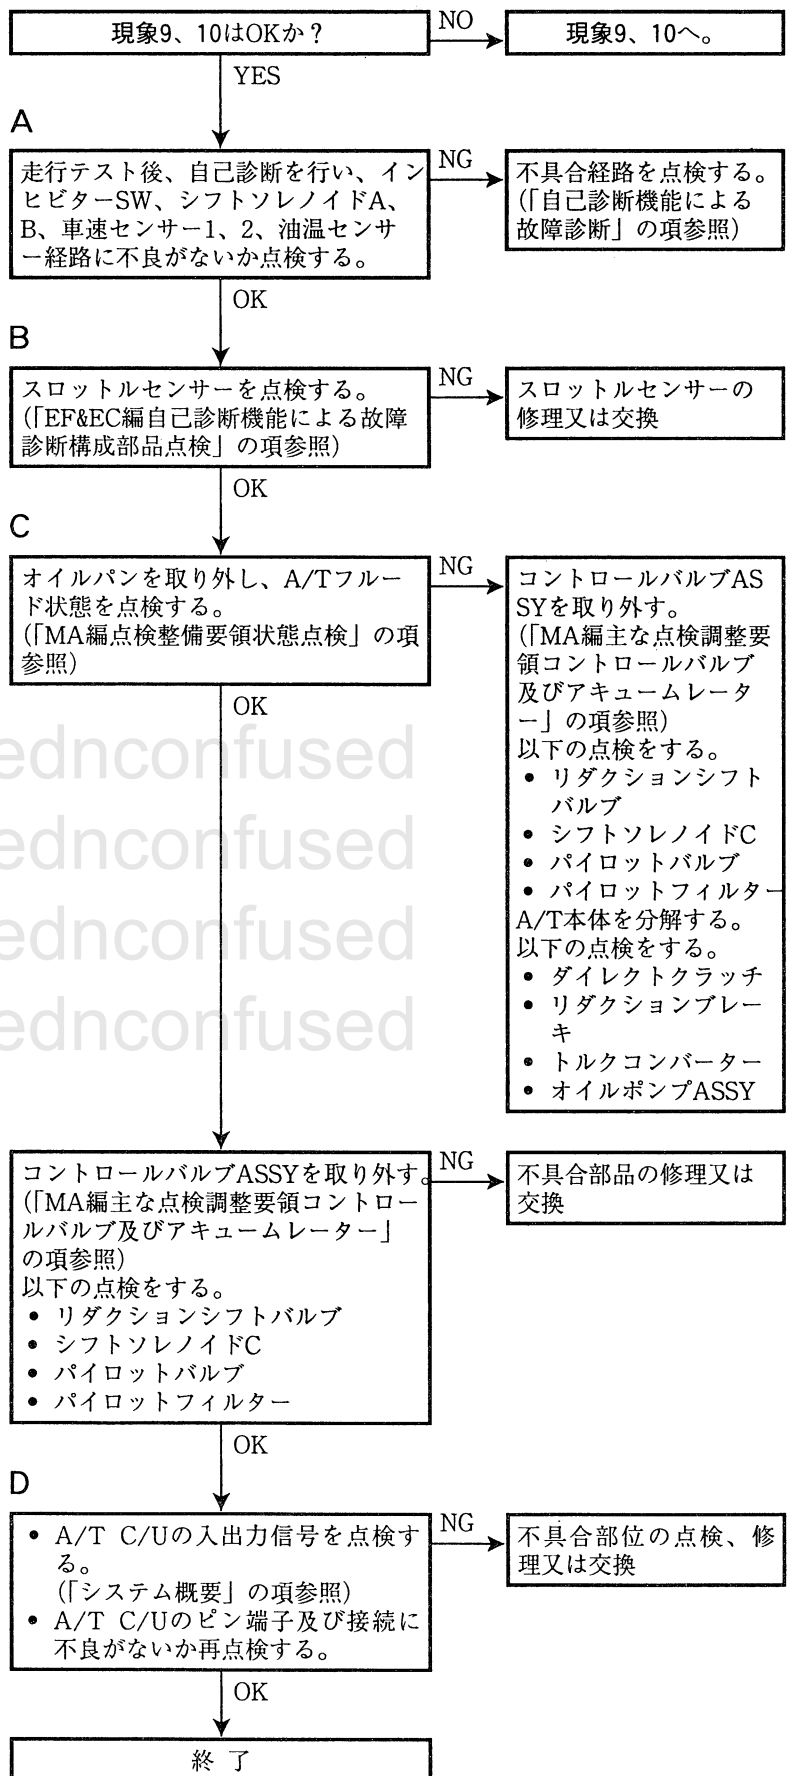 現象9、10はOKか？
NO
現象9、10へ。
YES
A
走行テスト後、自己診断を行い、イン
ヒビターSW、シフトソレノイドA、
B、車速センサー1、2、油温センサ
ー経路に不良がないか点検する。
NG
不具合経路を点検する。
(「自己診断機能による
故障診断」の項参照)
OK
B
スロットルセンサーを点検する。
(「EF&EC編自己診断機能による故障
診断構成部品点検」の項参照)
NG
スロットルセンサーの
修理又は交換
OK
C
オイルパンを取り外し、A/Tフルー
ド状態を点検する。
(「MA編点検整備要領状態点検」の項
参照)
NG
コントロールバルブAS
SYを取り外す。
(「MA編主な点検調整要
領コントロールバルブ
及びアキュームレータ
ー」の項参照)
以下の点検をする。
• リダクションシフト
バルブ
• シフトソレノイドC
• パイロットバルブ
• パイロットフィルター
A/T本体を分解する。
以下の点検をする。
• ダイレクトクラッチ
• リダクションブレー
キ
• トルクコンバーター
• オイルポンプASSY
OK
ednconfused
ednconfused
ednconfused
ednconfused
コントロールバルブASSYを取り外す。
(「MA編主な点検調整要領コントロー
ルバルブ及びアキュームレーター」
の項参照)
以下の点検をする。
• リダクションシフトバルブ
• シフトソレノイドC
• パイロットバルブ
• パイロットフィルター
NG
不具合部品の修理又は
交換
OK
D
• A/T C/Uの入出力信号を点検す
る。
(「システム概要」の項参照)
• A/T C/Uのピン端子及び接続に
不良がないか再点検する。
NG
不具合部位の点検、修
理又は交換
OK
終 了